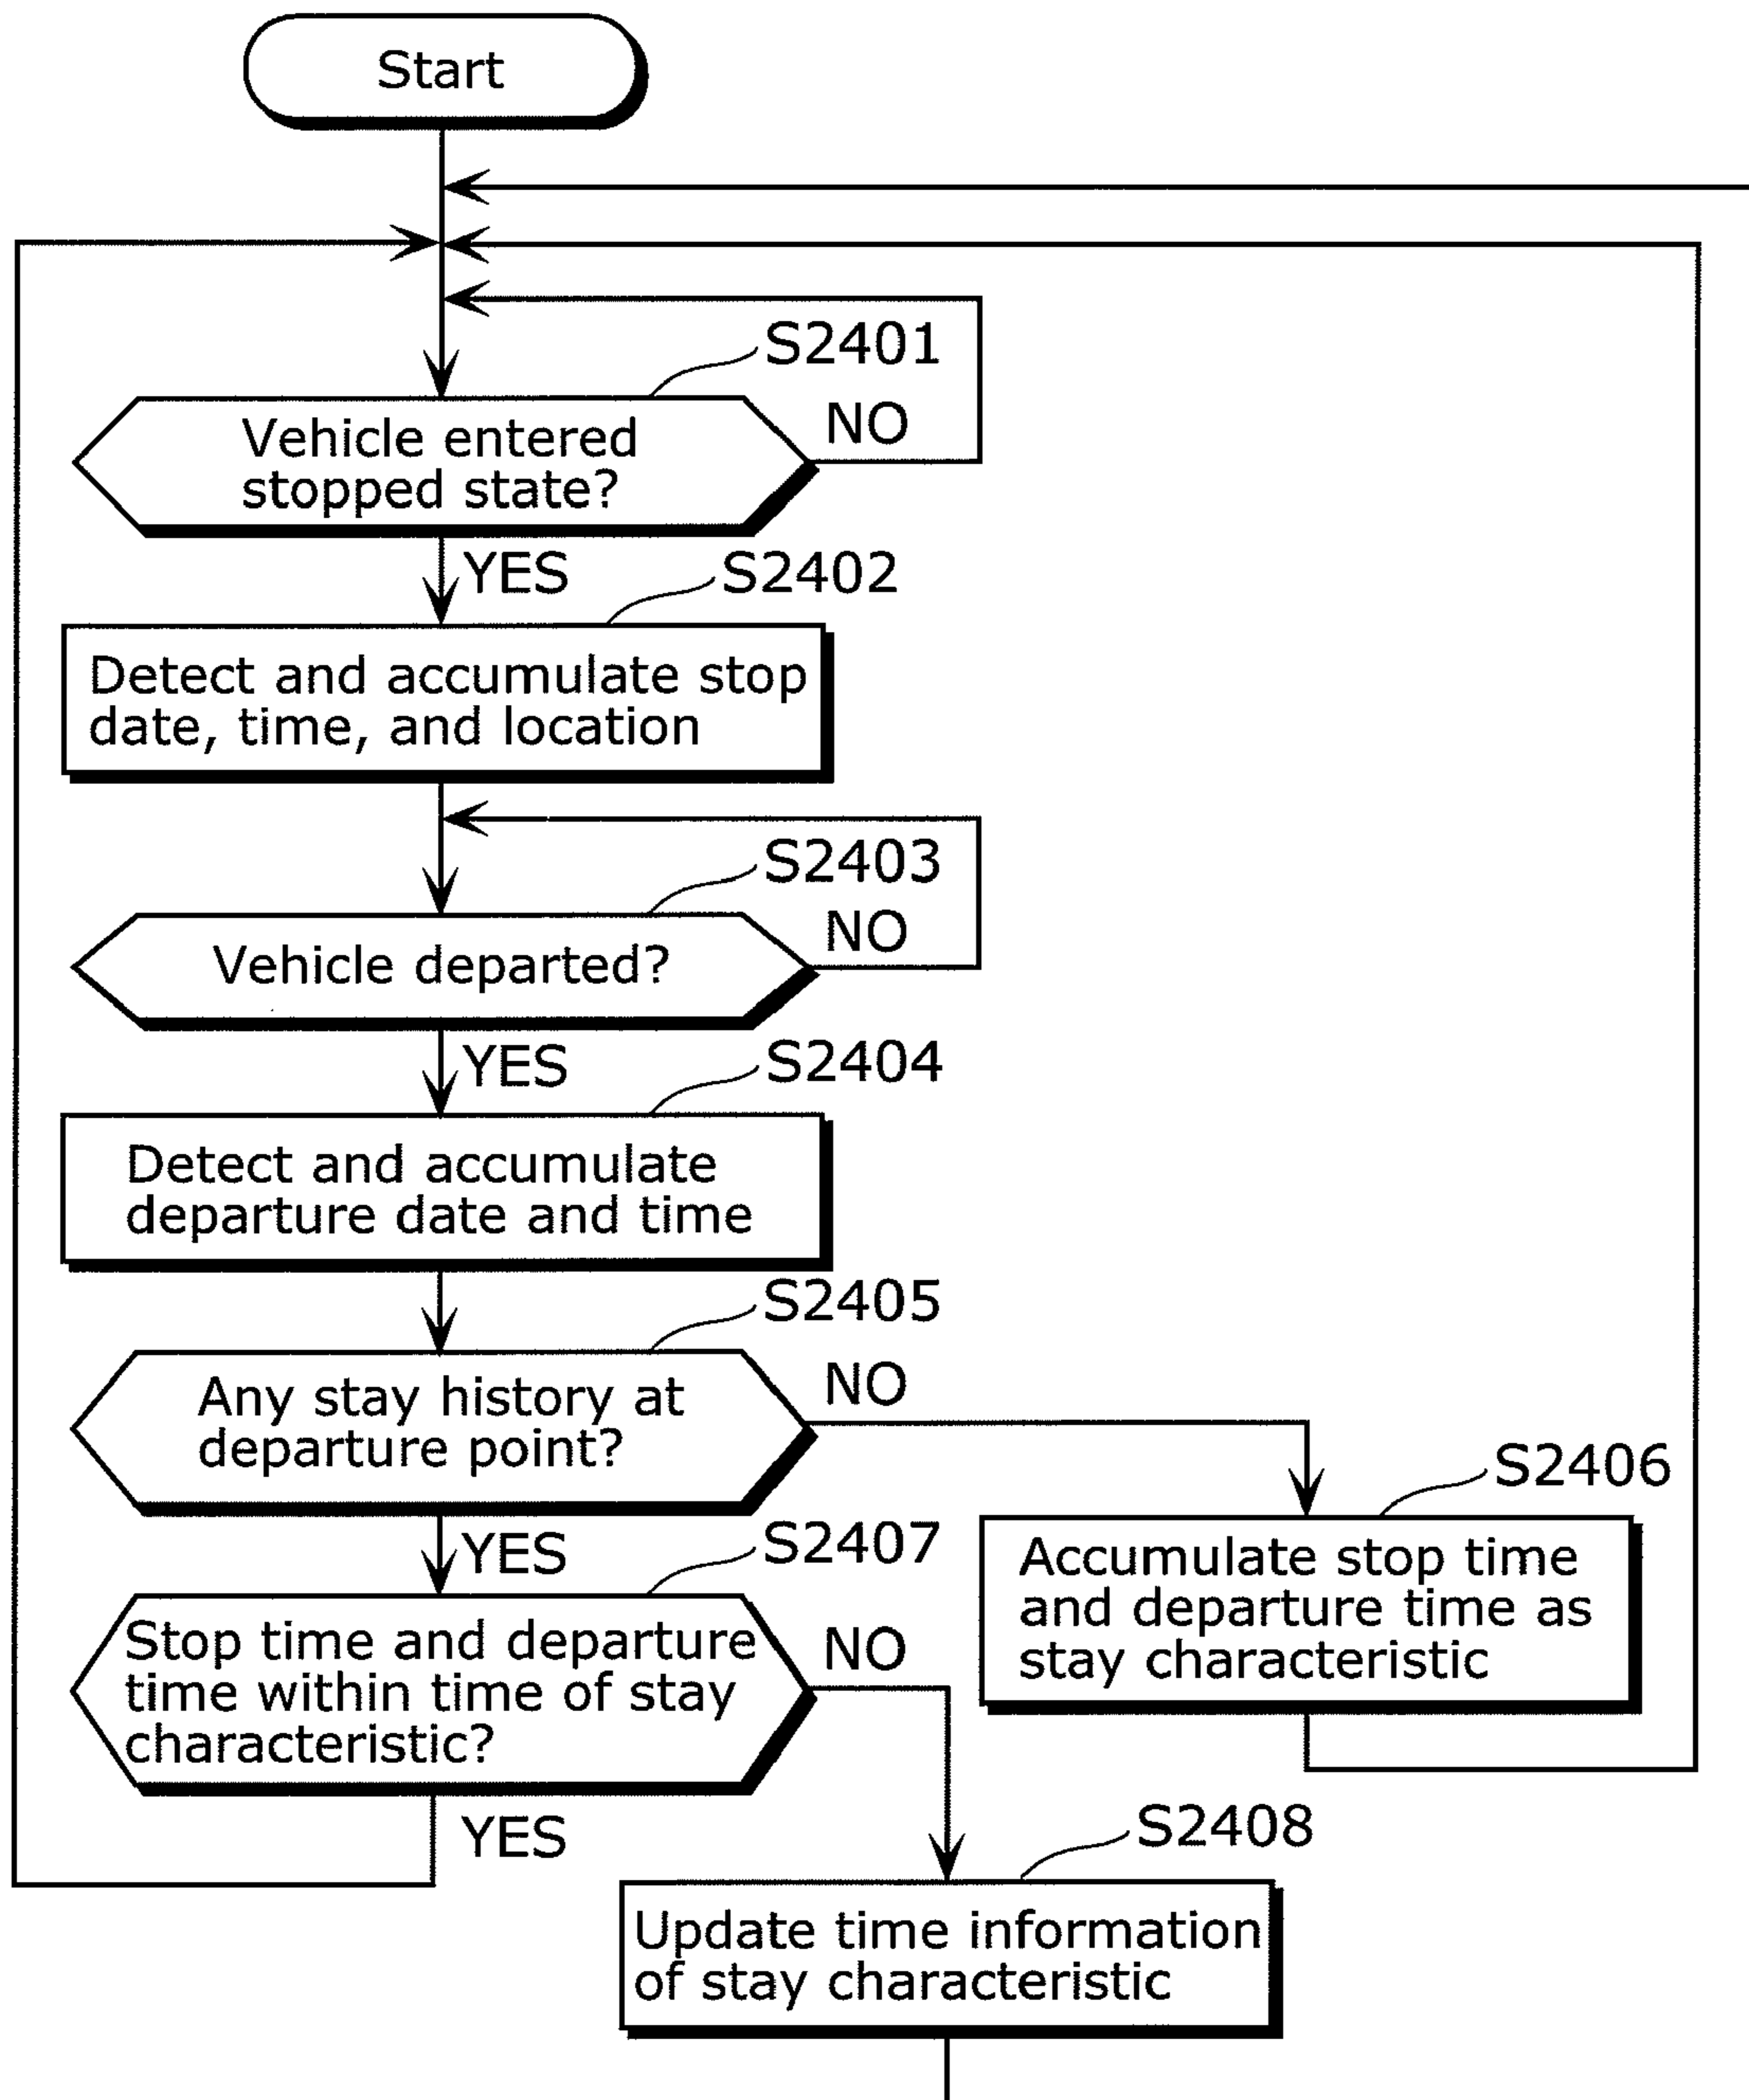 Start
S2401
NO
Vehicle entered
stopped state?
YES
S2402
Detect and accumulate stop
date, time, and location
S2403
NO
Vehicle departed?
YES
S2404
Detect and accumulate
departure date and time
S2405
NO
Any stay history at
departure point?
S2406
YES
S2407
Accumulate stop time
and departure time as
stay characteristic
Stop time and departure
time within time of stay
characteristic?
NO
YES
S2408
Update time information
of stay characteristic